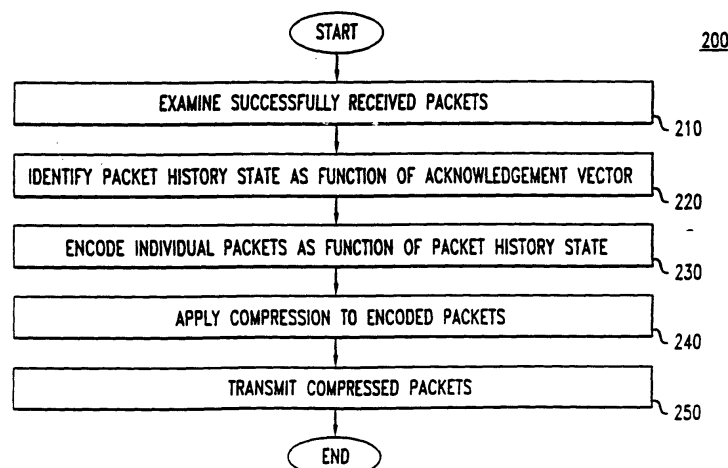 START
200
EXAMINE SUCCESSFULLY RECEIVED PACKETS
210
IDENTIFY PACKET HISTORY STATE AS FUNCTION OF ACKNOWLEDGEMENT VECTOR
220
ENCODE INDIVIDUAL PACKETS AS FUNCTION OF PACKET HISTORY STATE
230
APPLY COMPRESSION TO ENCODED PACKETS
240
TRANSMIT COMPRESSED PACKETS
250
END